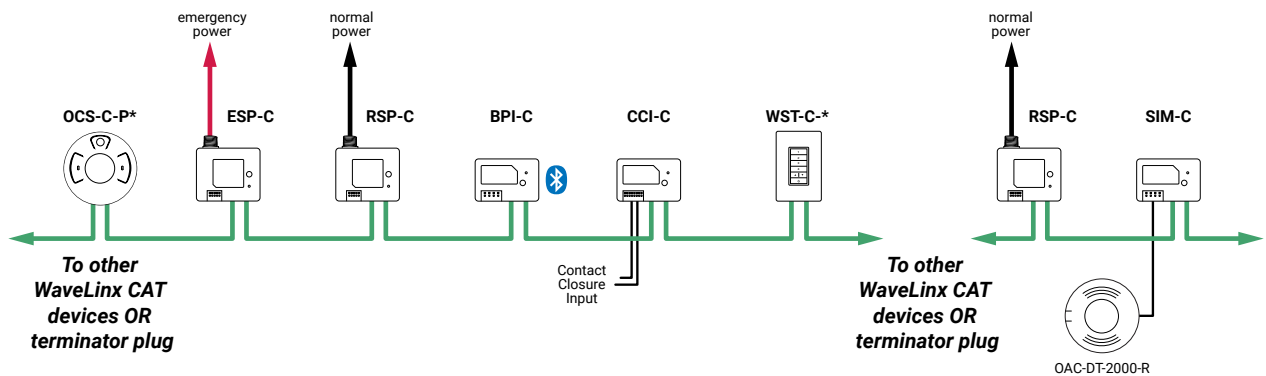 emergency
power
normal
power
normal
power
OCS-C-P*
ESP-C
RSP-C
BPI-C
CCI-C
WST-C-*
RSP-C
SIM-C
To other
WaveLinx CAT
devices OR
terminator plug
Contact
Closure
Input
To other
WaveLinx CAT
devices OR
terminator plug
OAC-DT-2000-R